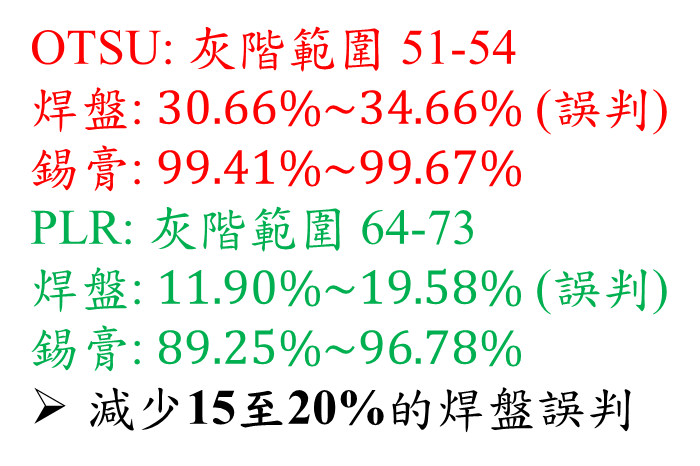 OTSU: 灰階範圍 51-54
焊盤: 30.66%~34.66% (誤判)
錫膏: 99.41%~99.67%
PLR: 灰階範圍 64-73
焊盤: 11.90%~19.58% (誤判)
錫膏: 89.25%~96.78%
➢ 減少15至20%的焊盤誤判